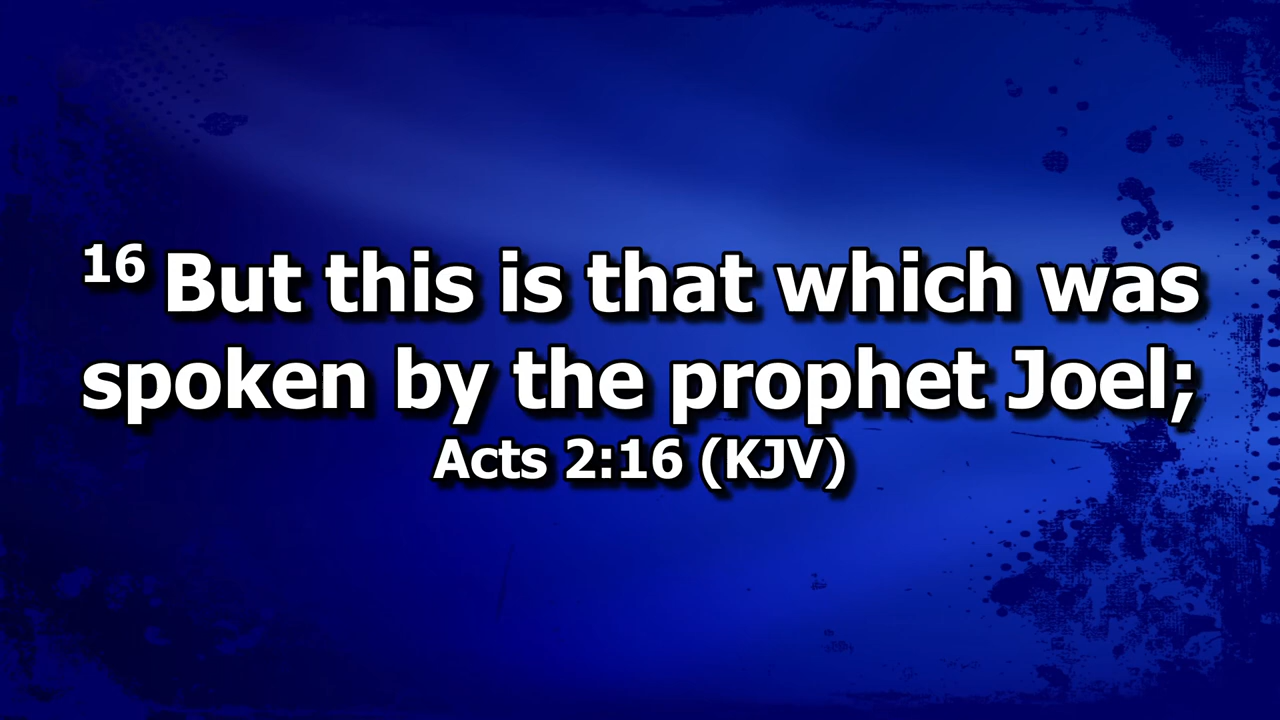 16 But this is that which was
spoken by the prophet Joel;
Acts 2:16 (KJV)